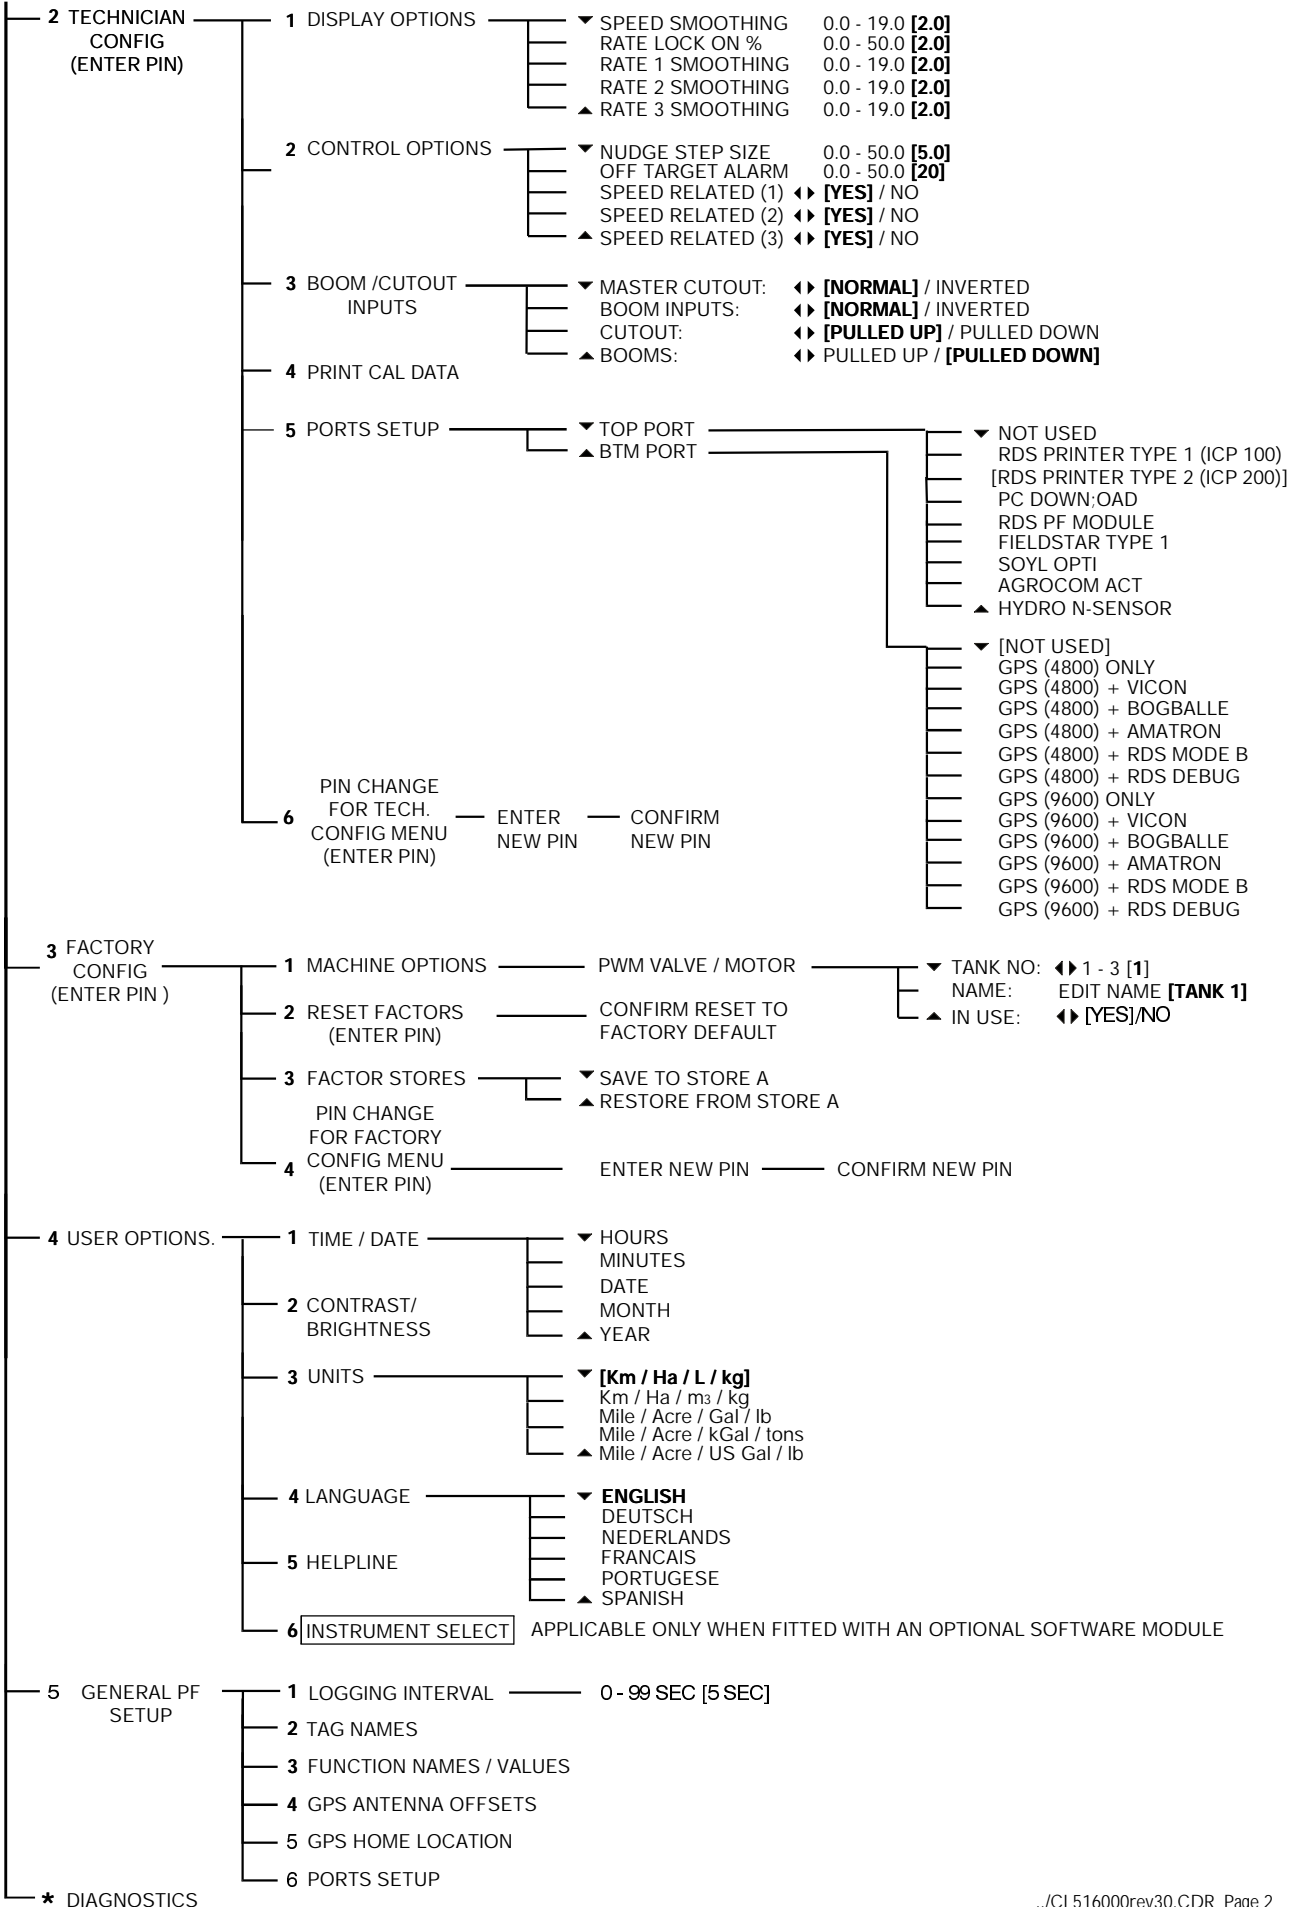 2 TECHNICIAN
CONFIG
(ENTER PIN)
1 DISPLAY OPTIONS
SPEED SMOOTHING 0.0 - 19.0 [2.0]
RATE LOCK ON % 0.0 - 50.0 [2.0]
RATE 1 SMOOTHING 0.0 - 19.0 [2.0]
RATE 2 SMOOTHING 0.0 - 19.0 [2.0]
RATE 3 SMOOTHING 0.0 - 19.0 [2.0]
2 CONTROL OPTIONS
NUDGE STEP SIZE 0.0 - 50.0 [5.0]
OFF TARGET ALARM 0.0 - 50.0 [20]
SPEED RELATED (1) [YES] / NO
SPEED RELATED (2) [YES] / NO
SPEED RELATED (3) [YES] / NO
3 BOOM /CUTOUT
INPUTS
MASTER CUTOUT: [NORMAL] / INVERTED
BOOM INPUTS: [NORMAL] / INVERTED
CUTOUT: [PULLED UP] / PULLED DOWN
BOOMS: PULLED UP / [PULLED DOWN]
4 PRINT CAL DATA
5 PORTS SETUP
TOP PORT
BTM PORT
NOT USED
RDS PRINTER TYPE 1 (ICP 100)
[RDS PRINTER TYPE 2 (ICP 200)]
PC DOWN;OAD
RDS PF MODULE
FIELDSTAR TYPE 1
SOYL OPTI
AGROCOM ACT
HYDRO N-SENSOR
[NOT USED]
GPS (4800) ONLY
GPS (4800) + VICON
GPS (4800) + BOGBALLE
GPS (4800) + AMATRON
GPS (4800) + RDS MODE B
GPS (4800) + RDS DEBUG
GPS (9600) ONLY
GPS (9600) + VICON
GPS (9600) + BOGBALLE
GPS (9600) + AMATRON
GPS (9600) + RDS MODE B
GPS (9600) + RDS DEBUG
6 PIN CHANGE
FOR TECH.
CONFIG MENU
(ENTER PIN)
ENTER
NEW PIN
CONFIRM
NEW PIN
3 FACTORY
CONFIG
(ENTER PIN )
1 MACHINE OPTIONS
PWM VALVE / MOTOR
TANK NO: 1 - 3 [1]
NAME: EDIT NAME [TANK 1]
IN USE: [YES]/NO
2 RESET FACTORS
(ENTER PIN)
CONFIRM RESET TO
FACTORY DEFAULT
3 FACTOR STORES
SAVE TO STORE A
RESTORE FROM STORE A
4 PIN CHANGE
FOR FACTORY
CONFIG MENU
(ENTER PIN)
ENTER NEW PIN
CONFIRM NEW PIN
4 USER OPTIONS.
1 TIME / DATE
HOURS
MINUTES
DATE
MONTH
YEAR
2 CONTRAST/
BRIGHTNESS
3 UNITS
[Km / Ha / L / kg]
Km / Ha / m3 / kg
Mile / Acre / Gal / lb
Mile / Acre / kGal / tons
Mile / Acre / US Gal / lb
4 LANGUAGE
ENGLISH
DEUTSCH
NEDERLANDS
FRANCAIS
PORTUGESE
SPANISH
5 HELPLINE
6 INSTRUMENT SELECT APPLICABLE ONLY WHEN FITTED WITH AN OPTIONAL SOFTWARE MODULE
5 GENERAL PF
SETUP
1 LOGGING INTERVAL
0 - 99 SEC [5 SEC]
2 TAG NAMES
3 FUNCTION NAMES / VALUES
4 GPS ANTENNA OFFSETS
5 GPS HOME LOCATION
6 PORTS SETUP
* DIAGNOSTICS
../CL516000rev30.CDR Page 2